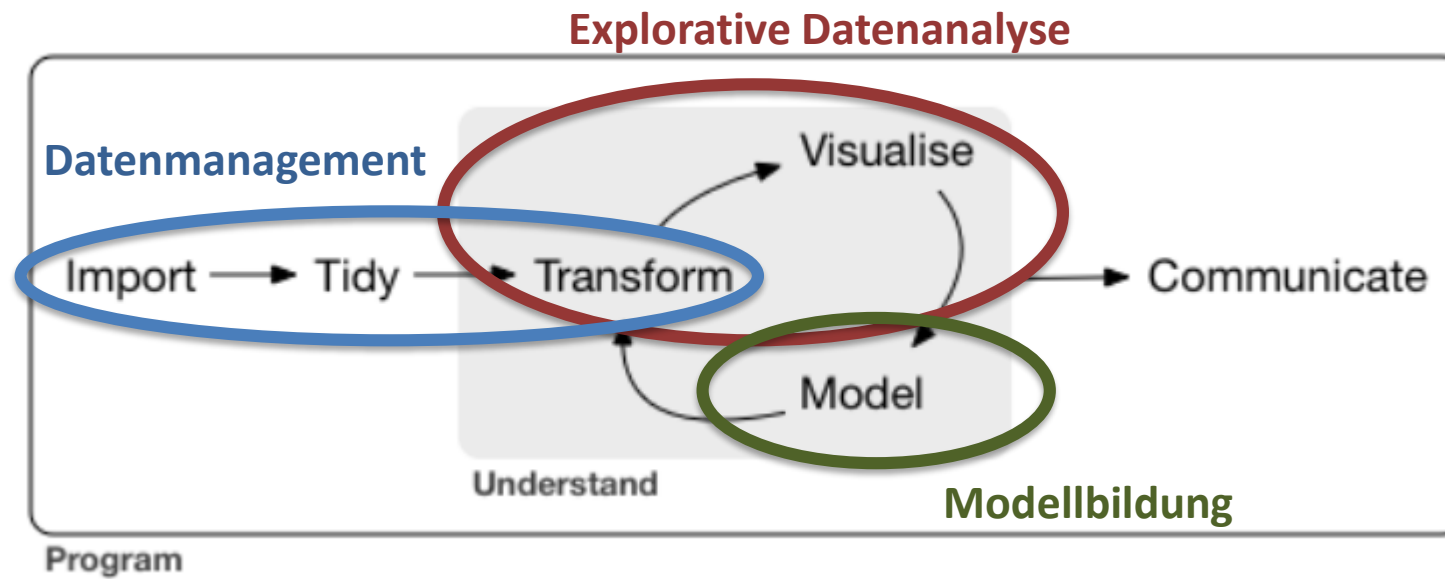 Explorative Datenanalyse
Visualise
Datenmanagement
Import
Tidy
Transform
Communicate
Model
Understand
Modellbildung
Program